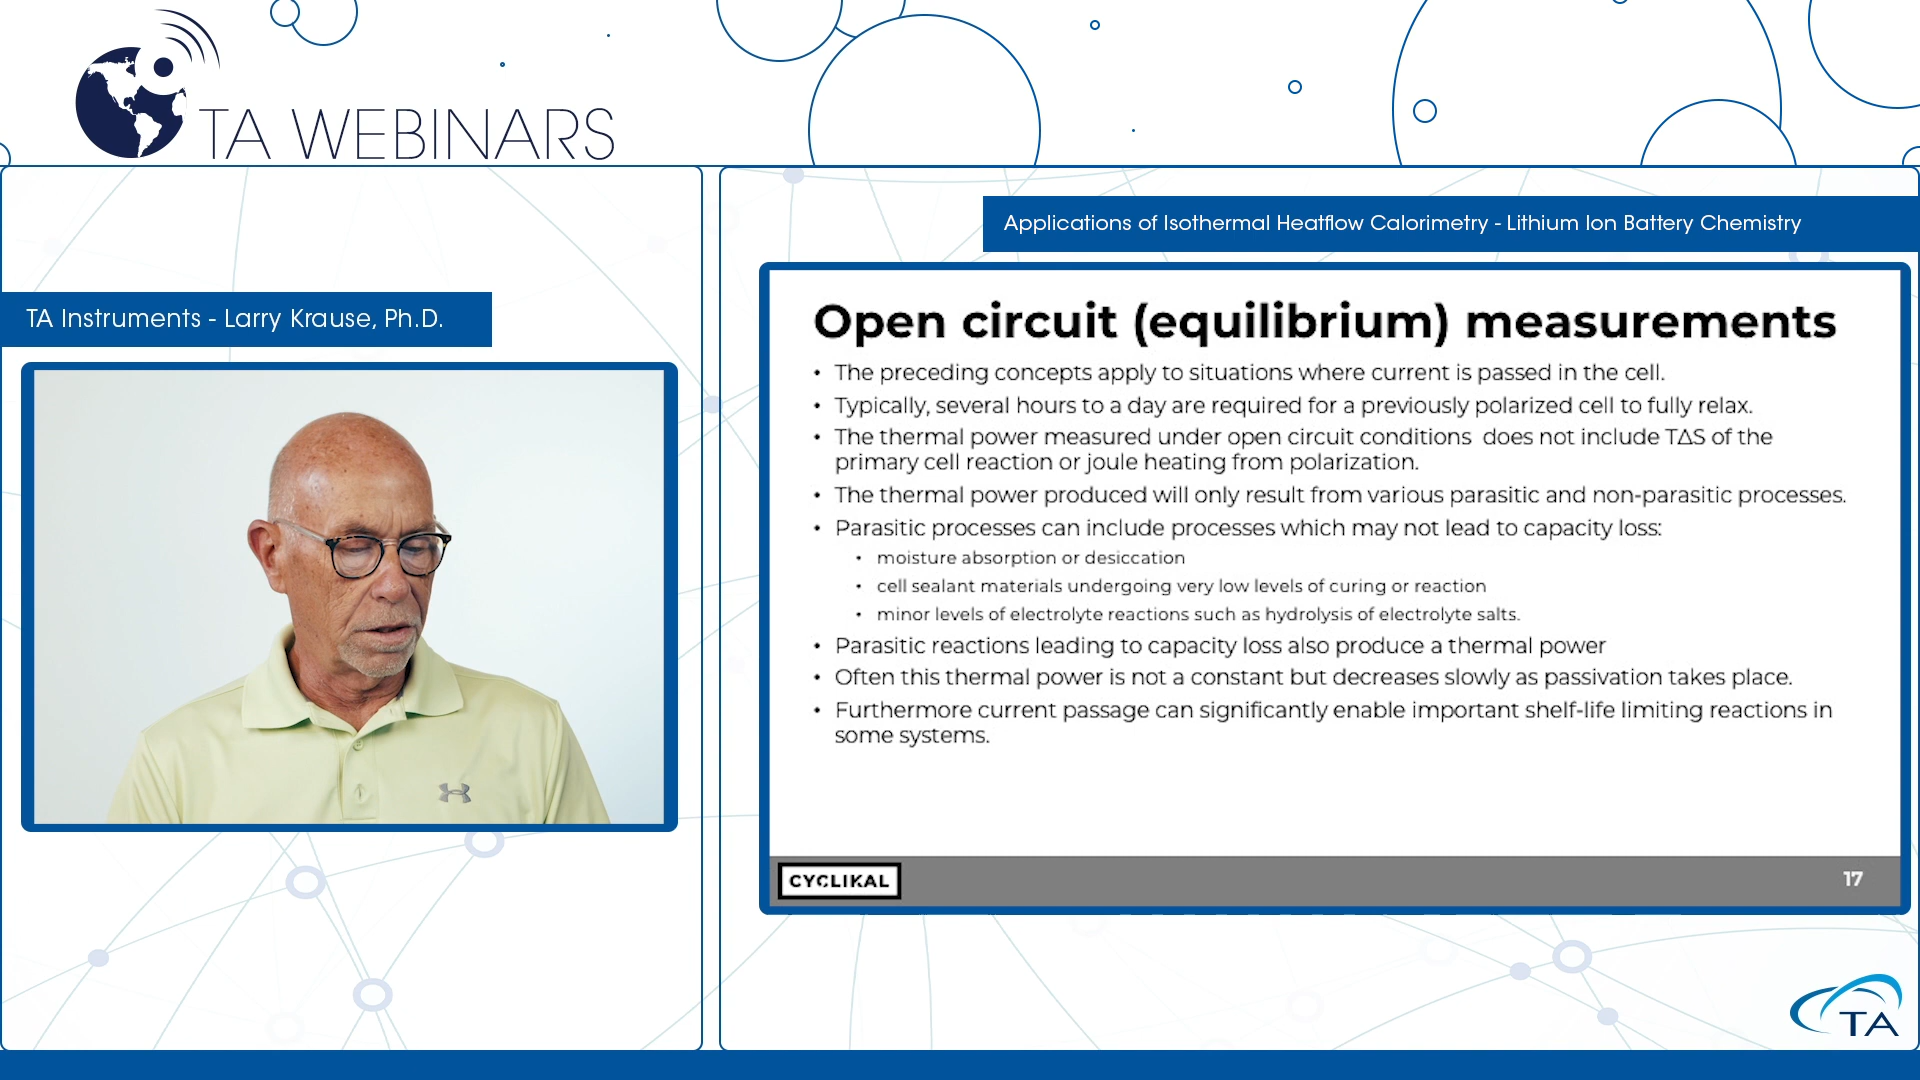 TA WEBINARS
TA Instruments - Larry Krause, Ph.D.
Applications of Isothermal Heatflow Calorimetry - Lithium Ion Battery Chemistry
Open circuit (equilibrium) measurements
• The preceding concepts apply to situations where current is passed in the cell.
• Typically, several hours to a day are required for a previously polarized cell to fully relax.
• The thermal power measured under open circuit conditions does not include TΔS of the
primary cell reaction or joule heating from polarization.
• The thermal power produced will only result from various parasitic and non-parasitic processes.
• Parasitic processes can include processes which may not lead to capacity loss:
• moisture absorption or desiccation
• cell sealant materials undergoing very low levels of curing or reaction
• minor levels of electrolyte reactions such as hydrolysis of electrolyte salts.
• Parasitic reactions leading to capacity loss also produce a thermal power
• Often this thermal power is not a constant but decreases slowly as passivation takes place.
• Furthermore current passage can significantly enable important shelf-life limiting reactions in
some systems.
CYCLIKAL
17
TA